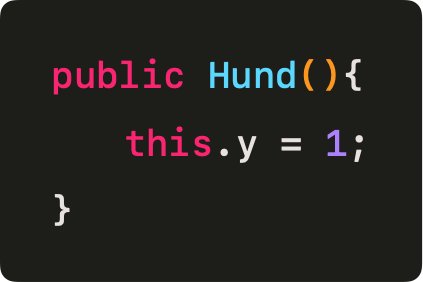 public Hund(){
this.y = 1;
}